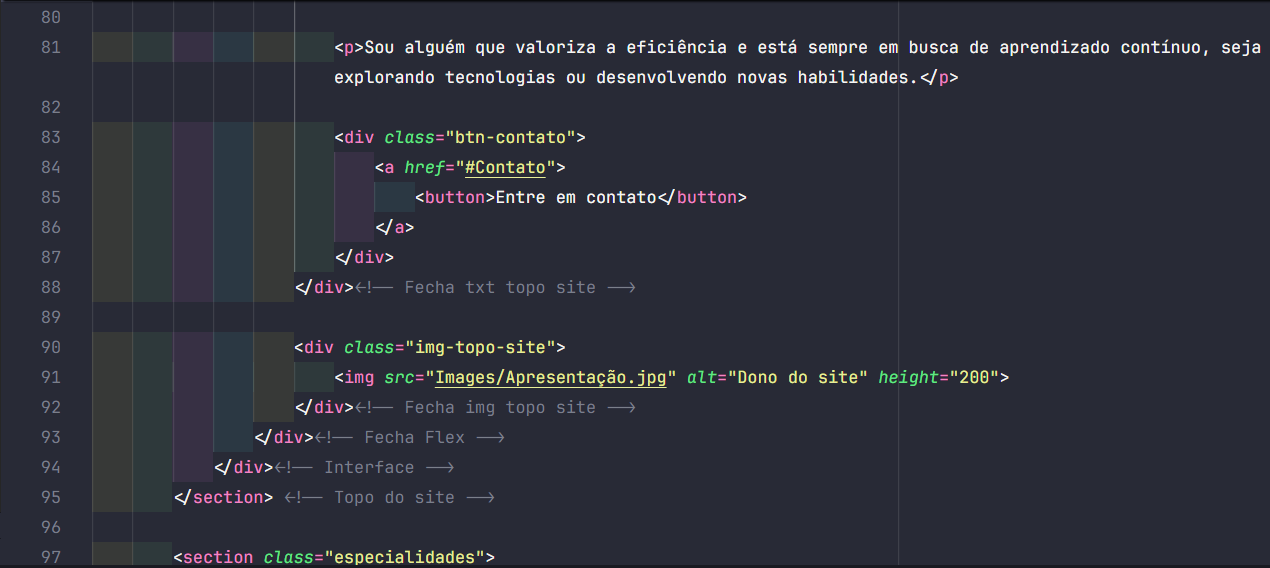 80
81 <p>Sou alguém que valoriza a eficiência e está sempre em busca de aprendizado contínuo, seja
explorando tecnologias ou desenvolvendo novas habilidades.</p>
82
83 <div class="btn-contato">
84 <a href="#Contato">
85 <button>Entre em contato</button>
86 </a>
87 </div>
88 </div><!-- Fecha txt topo site -->
89
90 <div class="img-topo-site">
91 <img src="Images/Apresentação.jpg" alt="Dono do site" height="200">
92 </div><!-- Fecha img topo site -->
93 </div><!-- Fecha Flex -->
94 </div><!-- Interface -->
95 </section> <!-- Topo do site -->
96
97 <section class="especialidades">